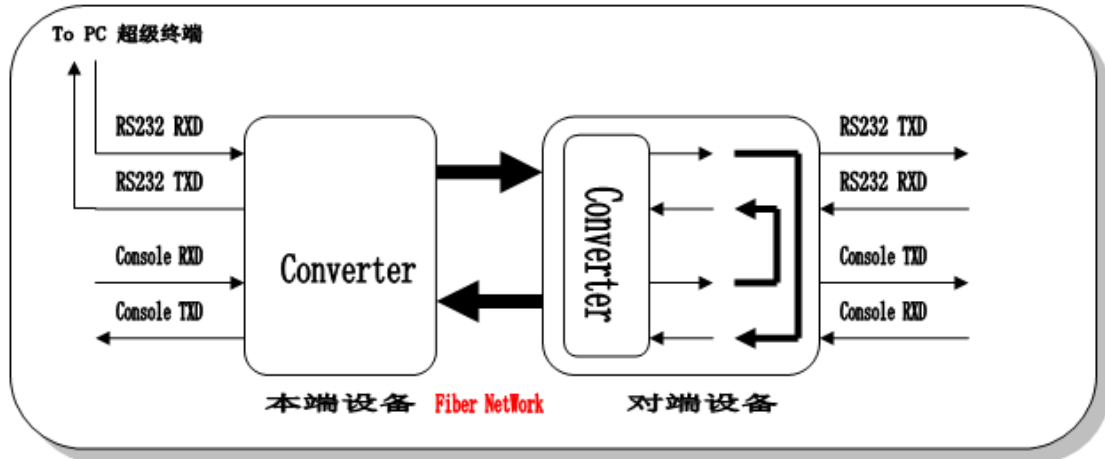 To PC 超级终端
RS232 RXD
RS232 TXD
Console RXD
Console TXD
Converter
Converter
RS232 TXD
RS232 RXD
Console TXD
Console RXD
本端设备
Fiber NetWork
对端设备